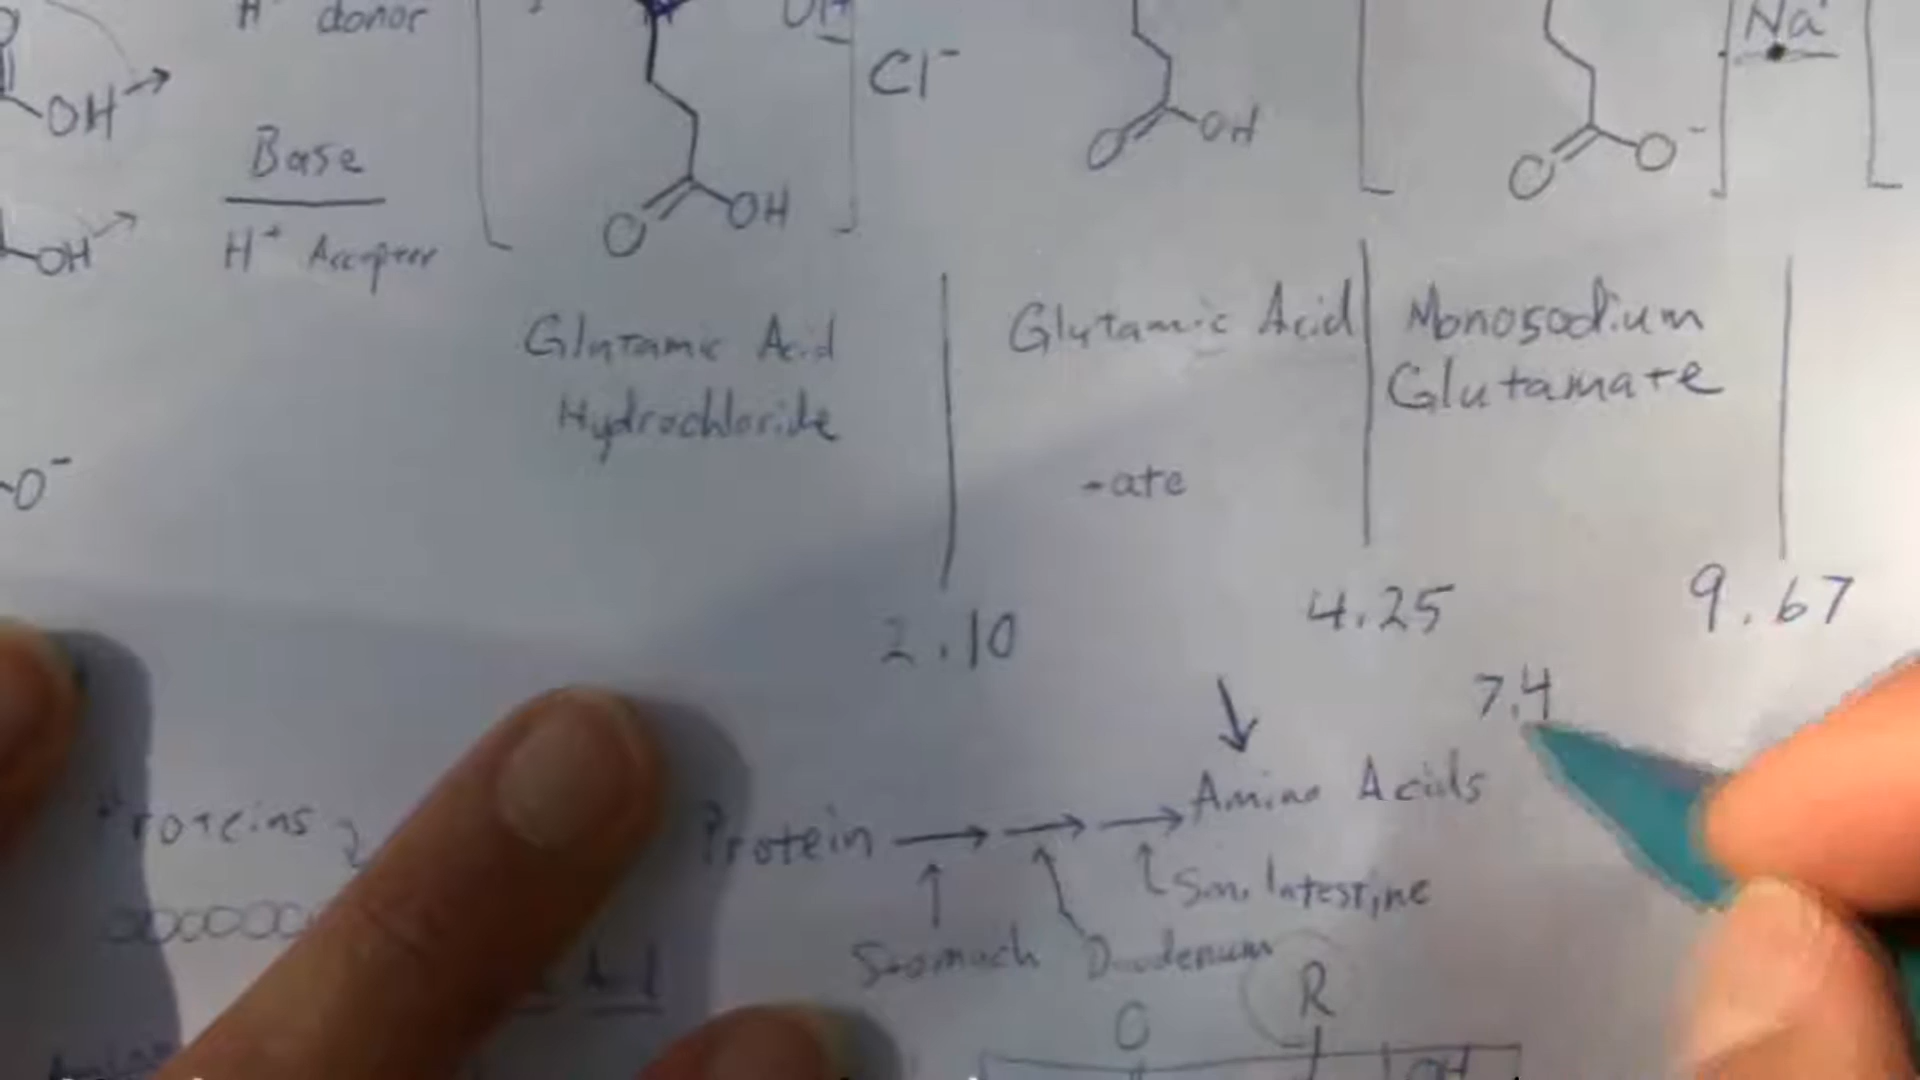 H⁺ donor
OH
Cl⁻
Na⁺
OH
O OH
O O⁻
Base
H⁺ Acceptor
OH
O OH
Glutamic Acid
Hydrochloride
Glutamic Acid
Monosodium
Glutamate
-ate
O⁻
2.10
4.25
9.67
7.4
Proteins
Protein → → → Amino Acids
Sm. Intestine
Stomach
Duodenum
R
O
OH